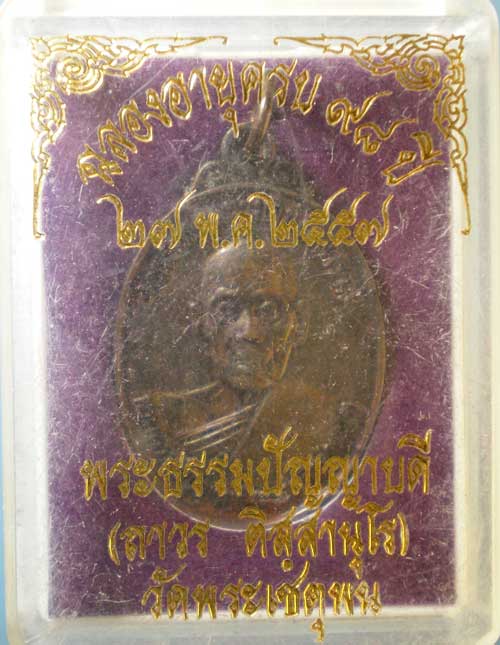 ฉลองอายุครบ ๙๘ ปี
๒๗ พ.ค.๒๕๕๗
พระธรรมปัญญาบดี
(ถาวร ติสฺสานุโร)
วัดพระเชตุพน